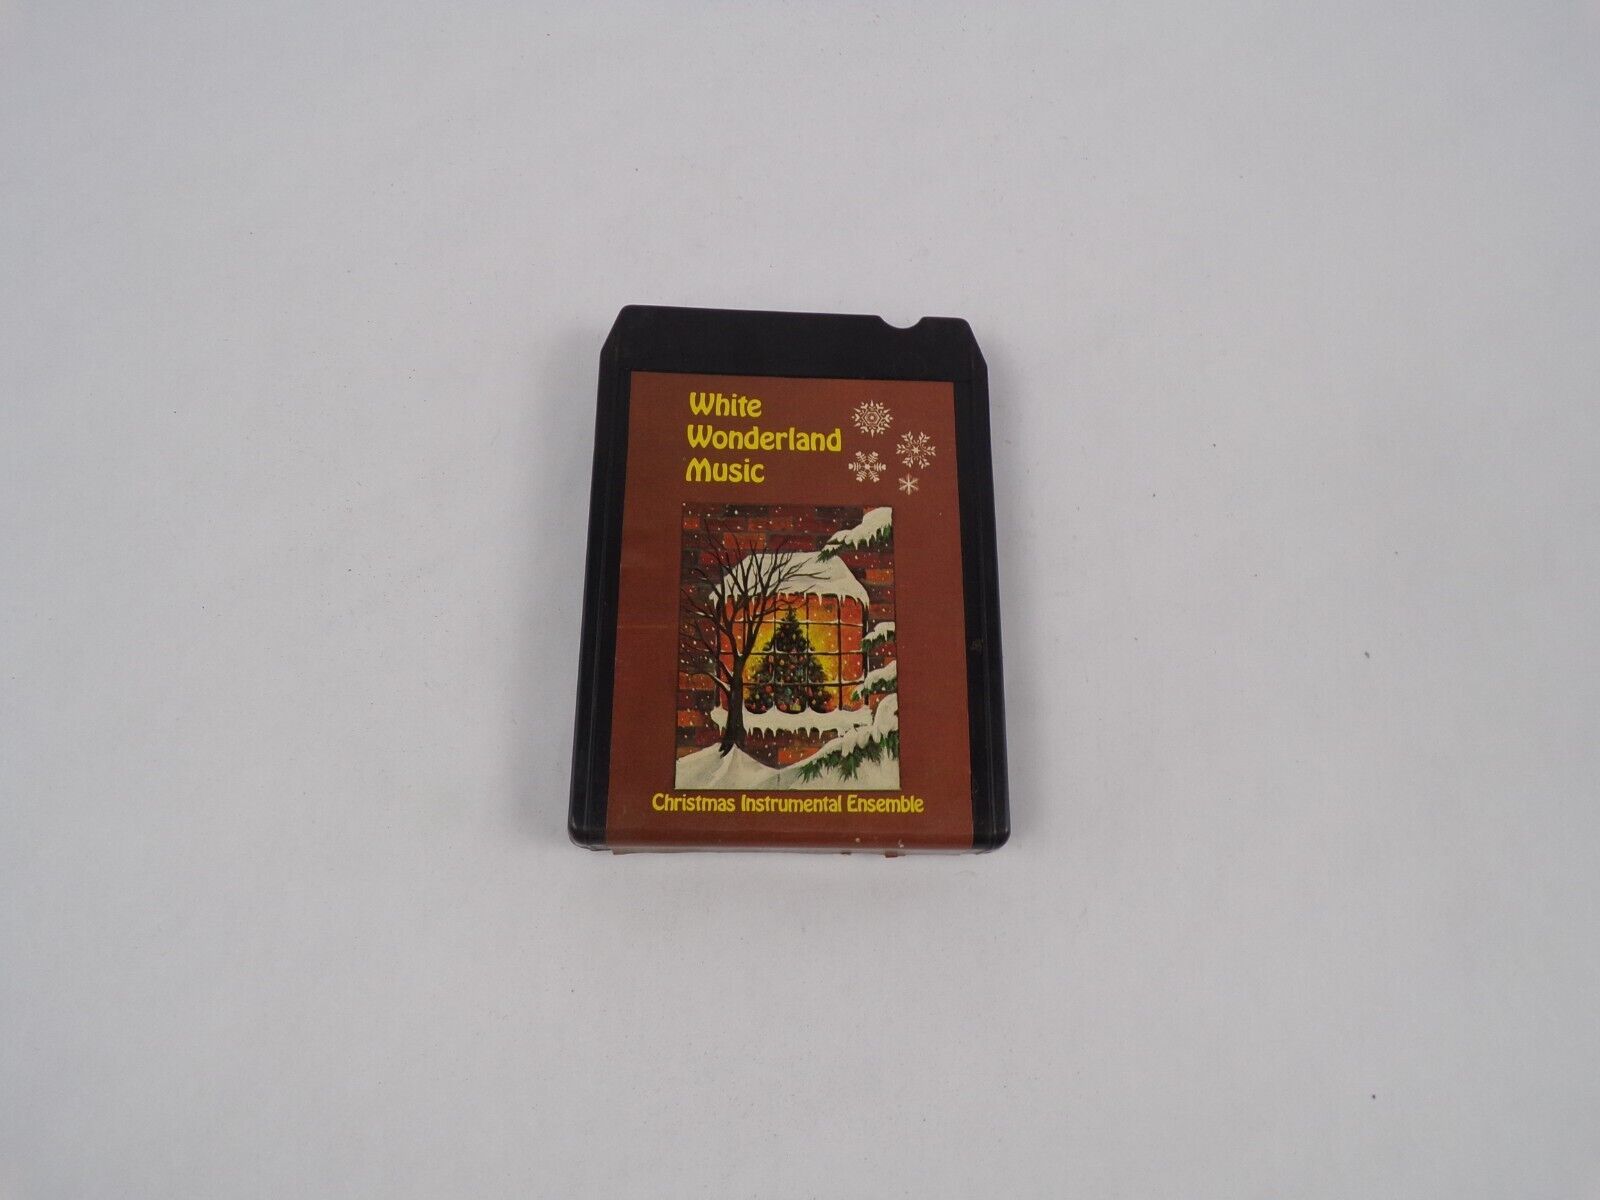 White
Wonderland
Music
Christmas Instrumental Ensemble